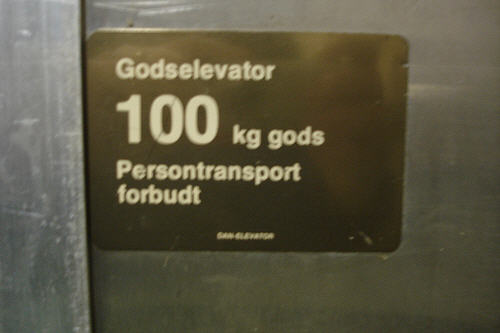 Godselevator
100 kg gods
Persontransport
forbudt
DAN-ELEVATOR